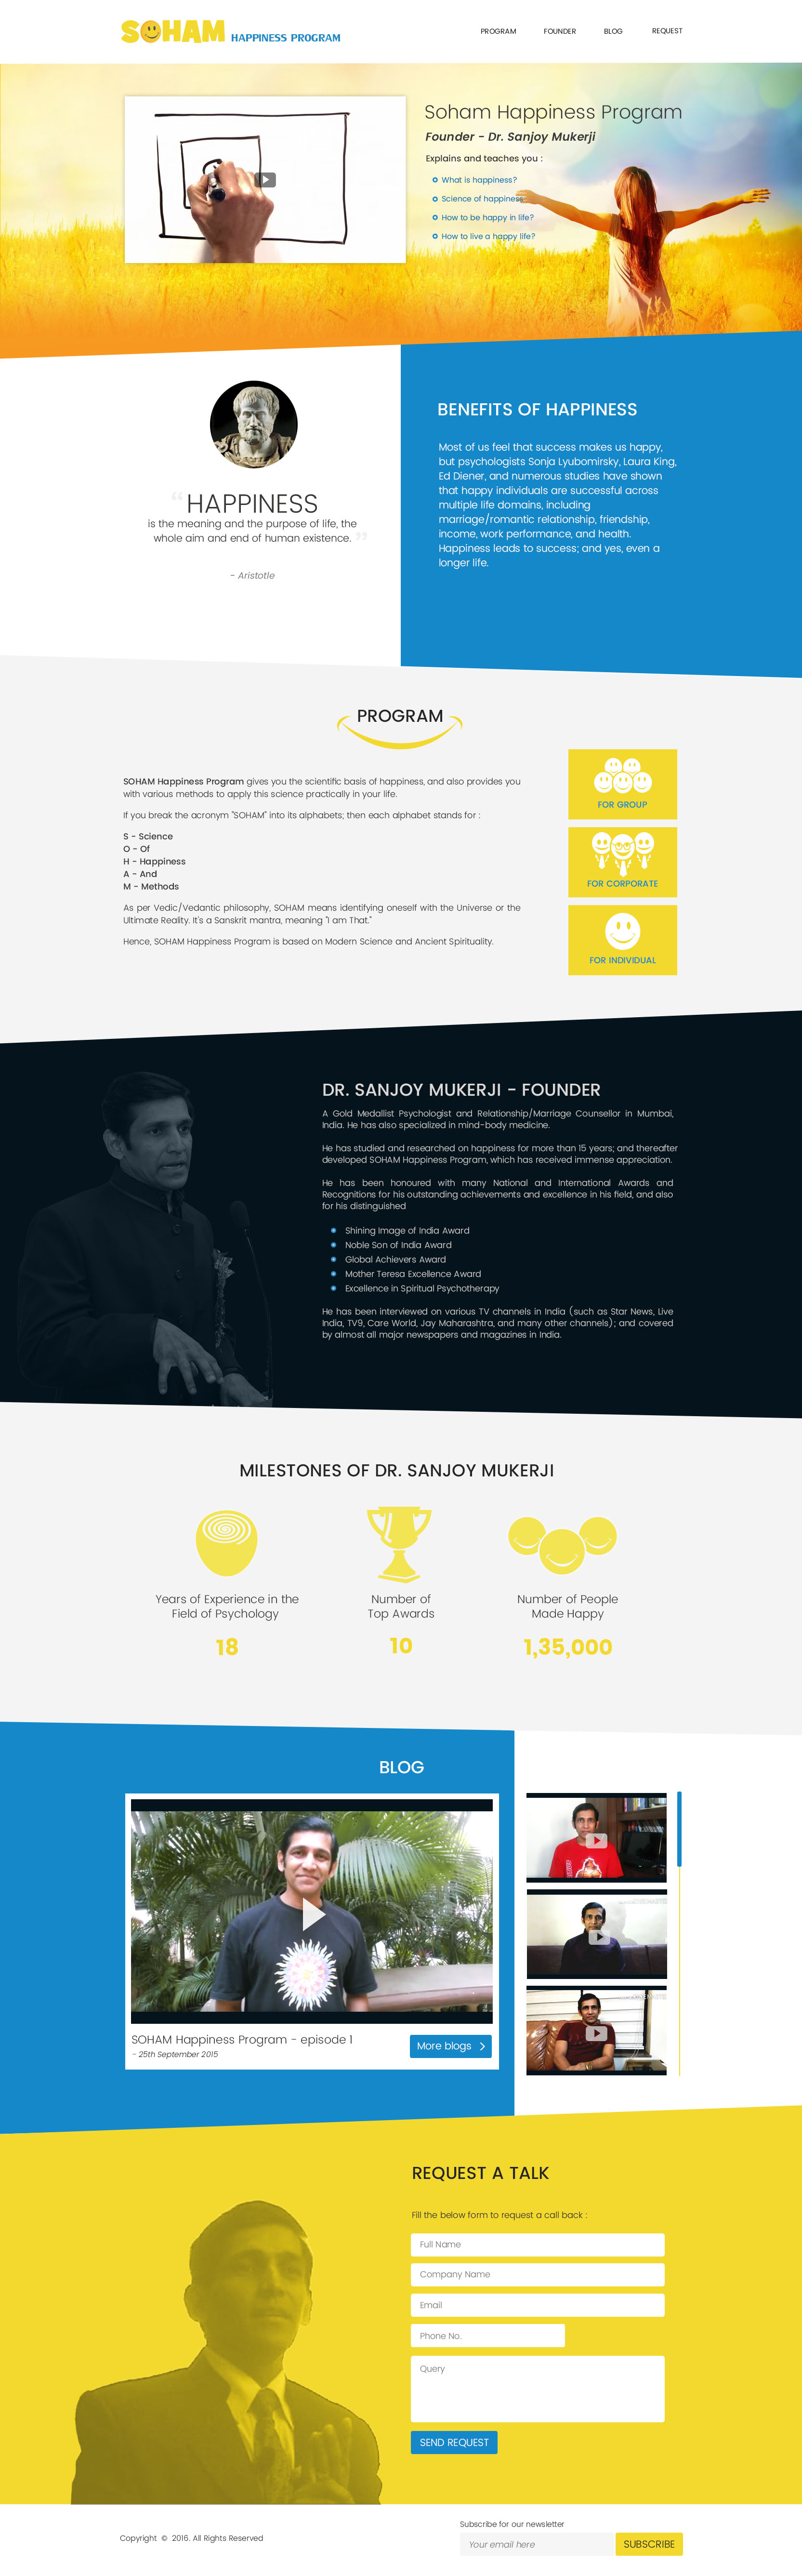 SOHAM HAPPINESS PROGRAM
PROGRAM
FOUNDER
BLOG
REQUEST
Soham Happiness Program
Founder - Dr. Sanjoy Mukerji
Explains and teaches you :
What is happiness?
Science of happiness
How to be happy in life?
How to live a happy life?
“ HAPPINESS
is the meaning and the purpose of life, the
whole aim and end of human existence. ”
- Aristotle
BENEFITS OF HAPPINESS
Most of us feel that success makes us happy,
but psychologists Sonja Lyubomirsky, Laura King,
Ed Diener, and numerous studies have shown
that happy individuals are successful across
multiple life domains, including
marriage/romantic relationship, friendship,
income, work performance, and health.
Happiness leads to success; and yes, even a
longer life.
PROGRAM
SOHAM Happiness Program gives you the scientific basis of happiness, and also provides you
with various methods to apply this science practically in your life.
If you break the acronym "SOHAM" into its alphabets; then each alphabet stands for :
S - Science
O - Of
H - Happiness
A - And
M - Methods
As per Vedic/Vedantic philosophy, SOHAM means identifying oneself with the Universe or the
Ultimate Reality. It's a Sanskrit mantra, meaning "I am That."
Hence, SOHAM Happiness Program is based on Modern Science and Ancient Spirituality.
FOR GROUP
FOR CORPORATE
FOR INDIVIDUAL
DR. SANJOY MUKERJI - FOUNDER
A Gold Medallist Psychologist and Relationship/Marriage Counsellor in Mumbai,
India. He has also specialized in mind-body medicine.
He has studied and researched on happiness for more than 15 years; and thereafter
developed SOHAM Happiness Program, which has received immense appreciation.
He has been honoured with many National and International Awards and
Recognitions for his outstanding achievements and excellence in his field, and also
for his distinguished
Shining Image of India Award
Noble Son of India Award
Global Achievers Award
Mother Teresa Excellence Award
Excellence in Spiritual Psychotherapy
He has been interviewed on various TV channels in India (such as Star News, Live
India, TV9, Care World, Jay Maharashtra, and many other channels); and covered
by almost all major newspapers and magazines in India.
MILESTONES OF DR. SANJOY MUKERJI
Years of Experience in the
Field of Psychology
18
Number of
Top Awards
10
Number of People
Made Happy
1,35,000
BLOG
SOHAM Happiness Program - episode 1
- 25th September 2015
More blogs
REQUEST A TALK
Fill the below form to request a call back :
Full Name
Company Name
Email
Phone No.
Query
SEND REQUEST
Copyright © 2016. All Rights Reserved
Subscribe for our newsletter
Your email here
SUBSCRIBE